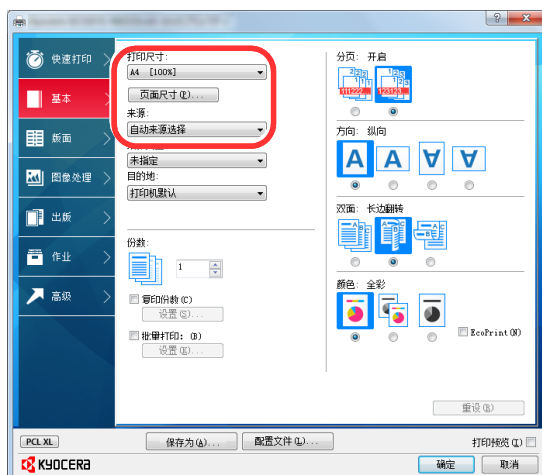 快速打印
基本
版面
图像处理
出版
作业
高级
打印尺寸:
A4 [100%]
页面尺寸(E)...
来源:
自动来源选择
未指定
目的地:
打印机默认
份数:
1
复印份数(C)
设置(S)...
批量打印: (B)
设置(K)...
分页: 开启
112233
111222
123
123
123123
方向: 纵向
A A A A
双面: 长边翻转
颜色: 全彩
EcoPrint(N)
重设(R)
PCL XL
保存为(A)...
配置文件(L)...
打印预览(I)
KYOCERA
确定
取消